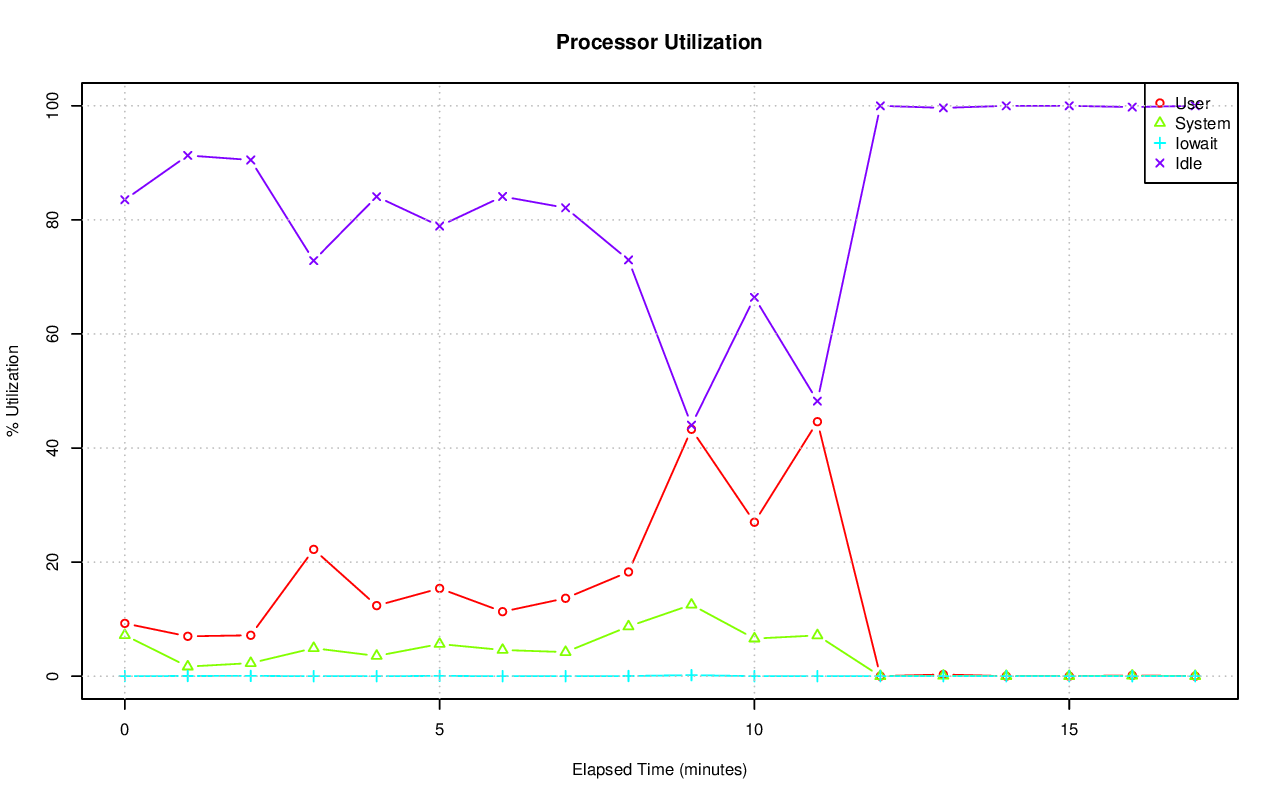 Processor Utilization
% Utilization
100
80
60
40
20
0
0 5 10 15
Elapsed Time (minutes)
User
System
Iowait
Idle